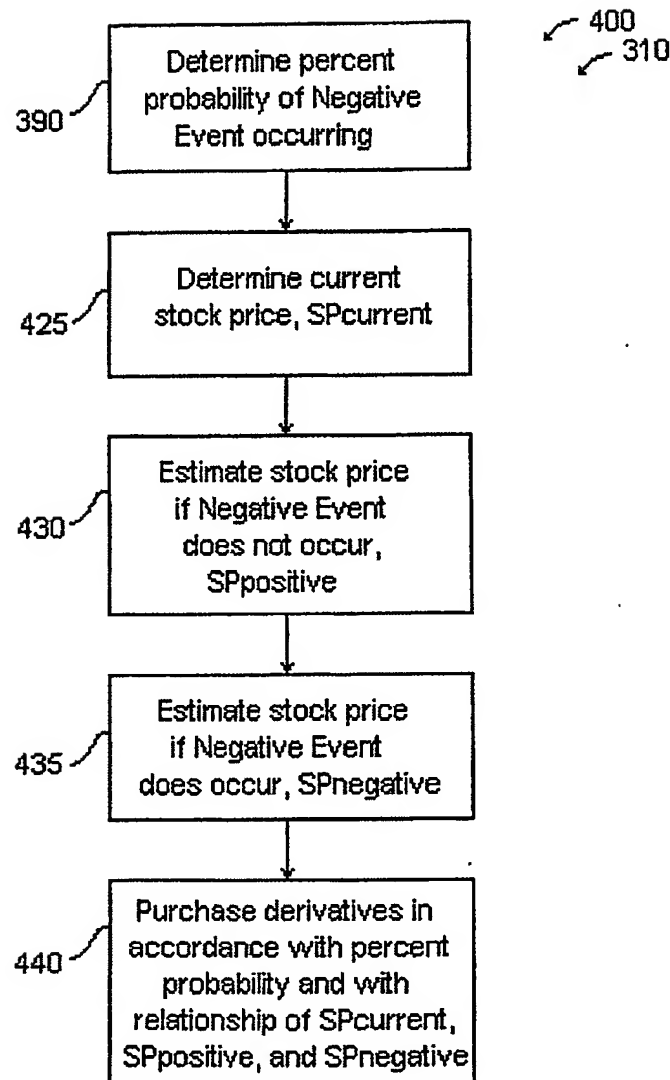 400
310
390
Determine percent
probability of Negative
Event occurring
425
Determine current
stock price, SPcurrent
430
Estimate stock price
if Negative Event
does not occur,
SPpositive
435
Estimate stock price
if Negative Event
does occur, SPnegative
440
Purchase derivatives in
accordance with percent
probability and with
relationship of SPcurrent,
SPpositive, and SPnegative